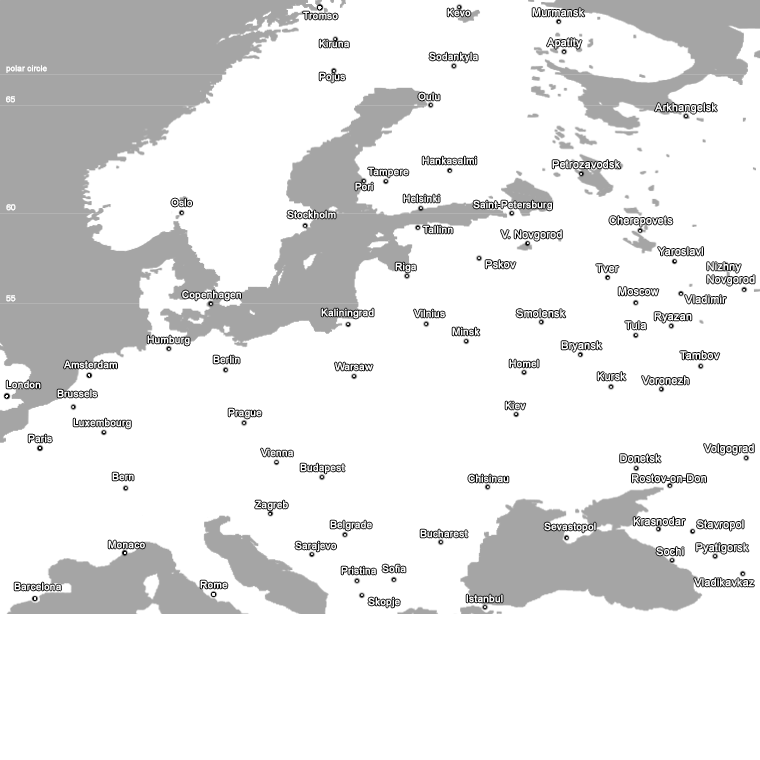 Tromso
Kevo
Murmansk
Kiruna
Apatity
Sodankyla
polar circle
Pojus
65
Oulu
Arkhangelsk
Hankasalmi
Petrozavodsk
Tampere
Pori
Oslo
Helsinki
Saint-Petersburg
60
Stockholm
Cherepovets
Tallinn
V. Novgorod
Yaroslavl
Riga
Pskov
Tver
Nizhny
Novgorod
Copenhagen
Moscow
Vladimir
55
Kaliningrad
Vilnius
Smolensk
Ryazan
Minsk
Tula
Humburg
Bryansk
Amsterdam
Berlin
Warsaw
Homel
Tambov
London
Brussels
Kursk
Voronezh
Prague
Kiev
Luxembourg
Paris
Vienna
Budapest
Donetsk
Volgograd
Bern
Chisinau
Rostov-on-Don
Zagreb
Belgrade
Sevastopol
Krasnodar
Stavropol
Monaco
Sarajevo
Bucharest
Sochi
Pyatigorsk
Pristina
Sofia
Vladikavkaz
Barcelona
Rome
Skopje
Istanbul